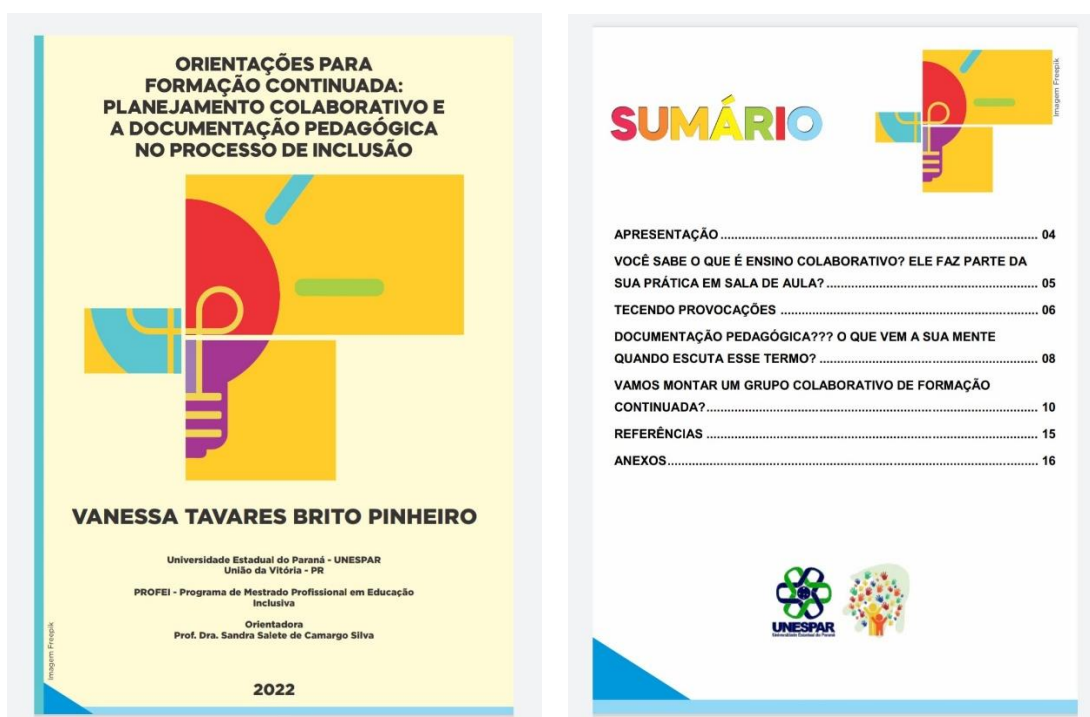 ORIENTAÇÕES PARA
FORMAÇÃO CONTINUADA:
PLANEJAMENTO COLABORATIVO E
A DOCUMENTAÇÃO PEDAGÓGICA
NO PROCESSO DE INCLUSÃO
VANESSA TAVARES BRITO PINHEIRO
Universidade Estadual do Paraná - UNESPAR
União da Vitória - PR
PROFEI - Programa de Mestrado Profissional em Educação
Inclusiva
Orientadora
Prof. Dra. Sandra Salete de Camargo Silva
Imagem Freepik
2022
SUMÁRIO
Imagem Freepik
APRESENTAÇÃO ........ 04
VOCÊ SABE O QUE É ENSINO COLABORATIVO? ELE FAZ PARTE DA
SUA PRÁTICA EM SALA DE AULA? ........ 05
TECENDO PROVOCAÇÕES ........ 06
DOCUMENTAÇÃO PEDAGÓGICA??? O QUE VEM A SUA MENTE
QUANDO ESCUTA ESSE TERMO? ........ 08
VAMOS MONTAR UM GRUPO COLABORATIVO DE FORMAÇÃO
CONTINUADA? ........ 10
REFERÊNCIAS ........ 15
ANEXOS ........ 16
UNESPAR
Universidade Estadual do Paraná